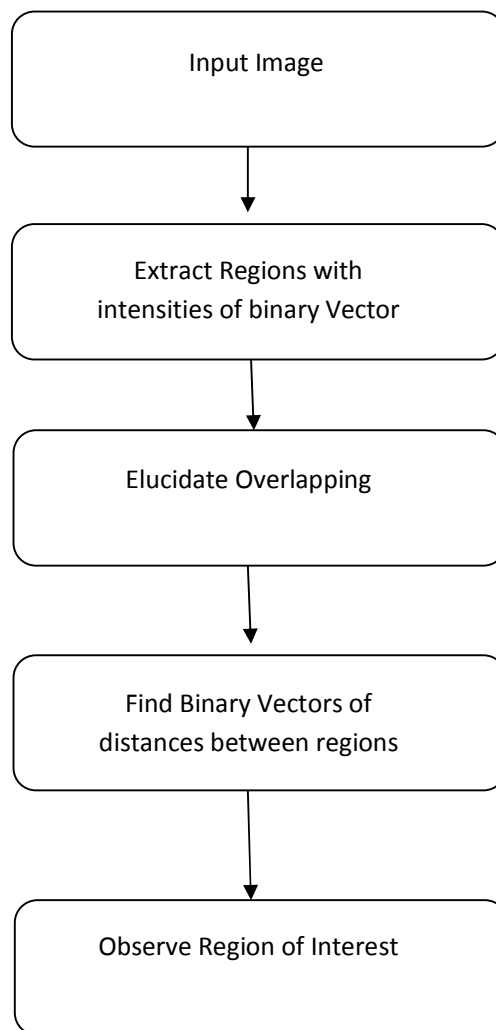 Input Image
Extract Regions with
intensities of binary Vector
Elucidate Overlapping
Find Binary Vectors of
distances between regions
Observe Region of Interest